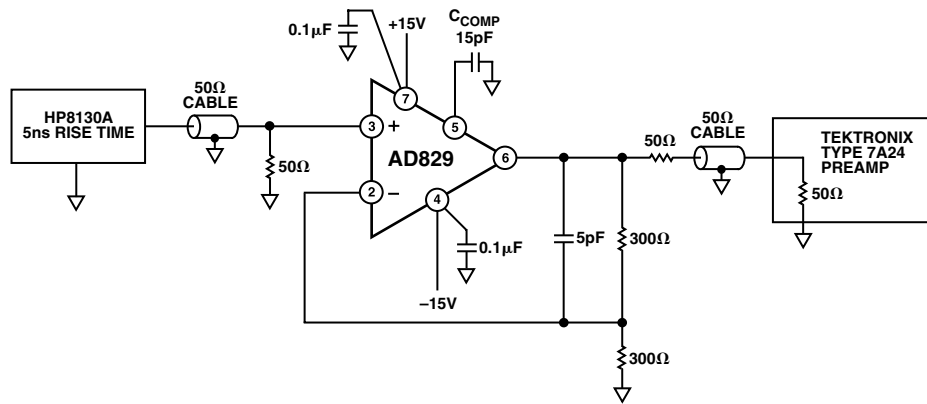 0.1µF
+15V
CCOMP
15pF
50Ω
CABLE
HP8130A
5ns RISE TIME
7
5
50Ω
CABLE
TEKTRONIX
TYPE 7A24
PREAMP
3
+
50Ω
AD829
6
50Ω
50Ω
2
–
4
0.1µF
5pF
300Ω
–15V
300Ω